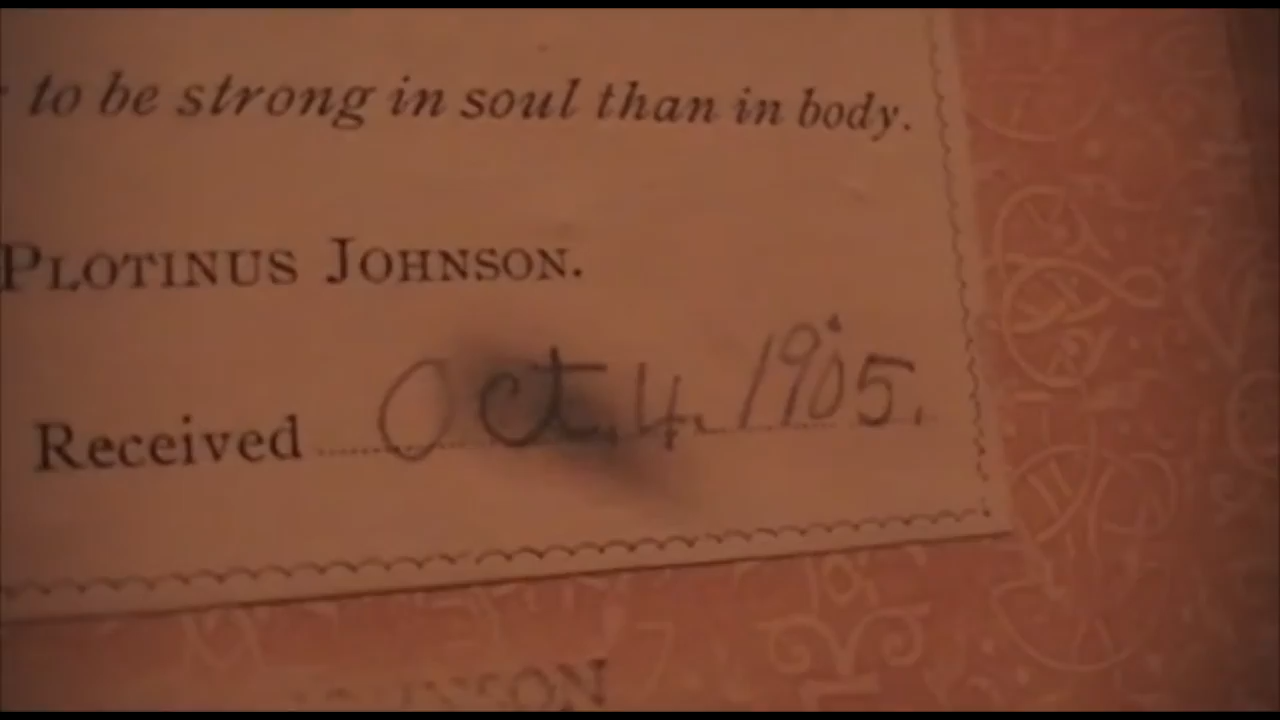 to be strong in soul than in body.
PLOTINUS JOHNSON.
Received Oct. 4. 1905.